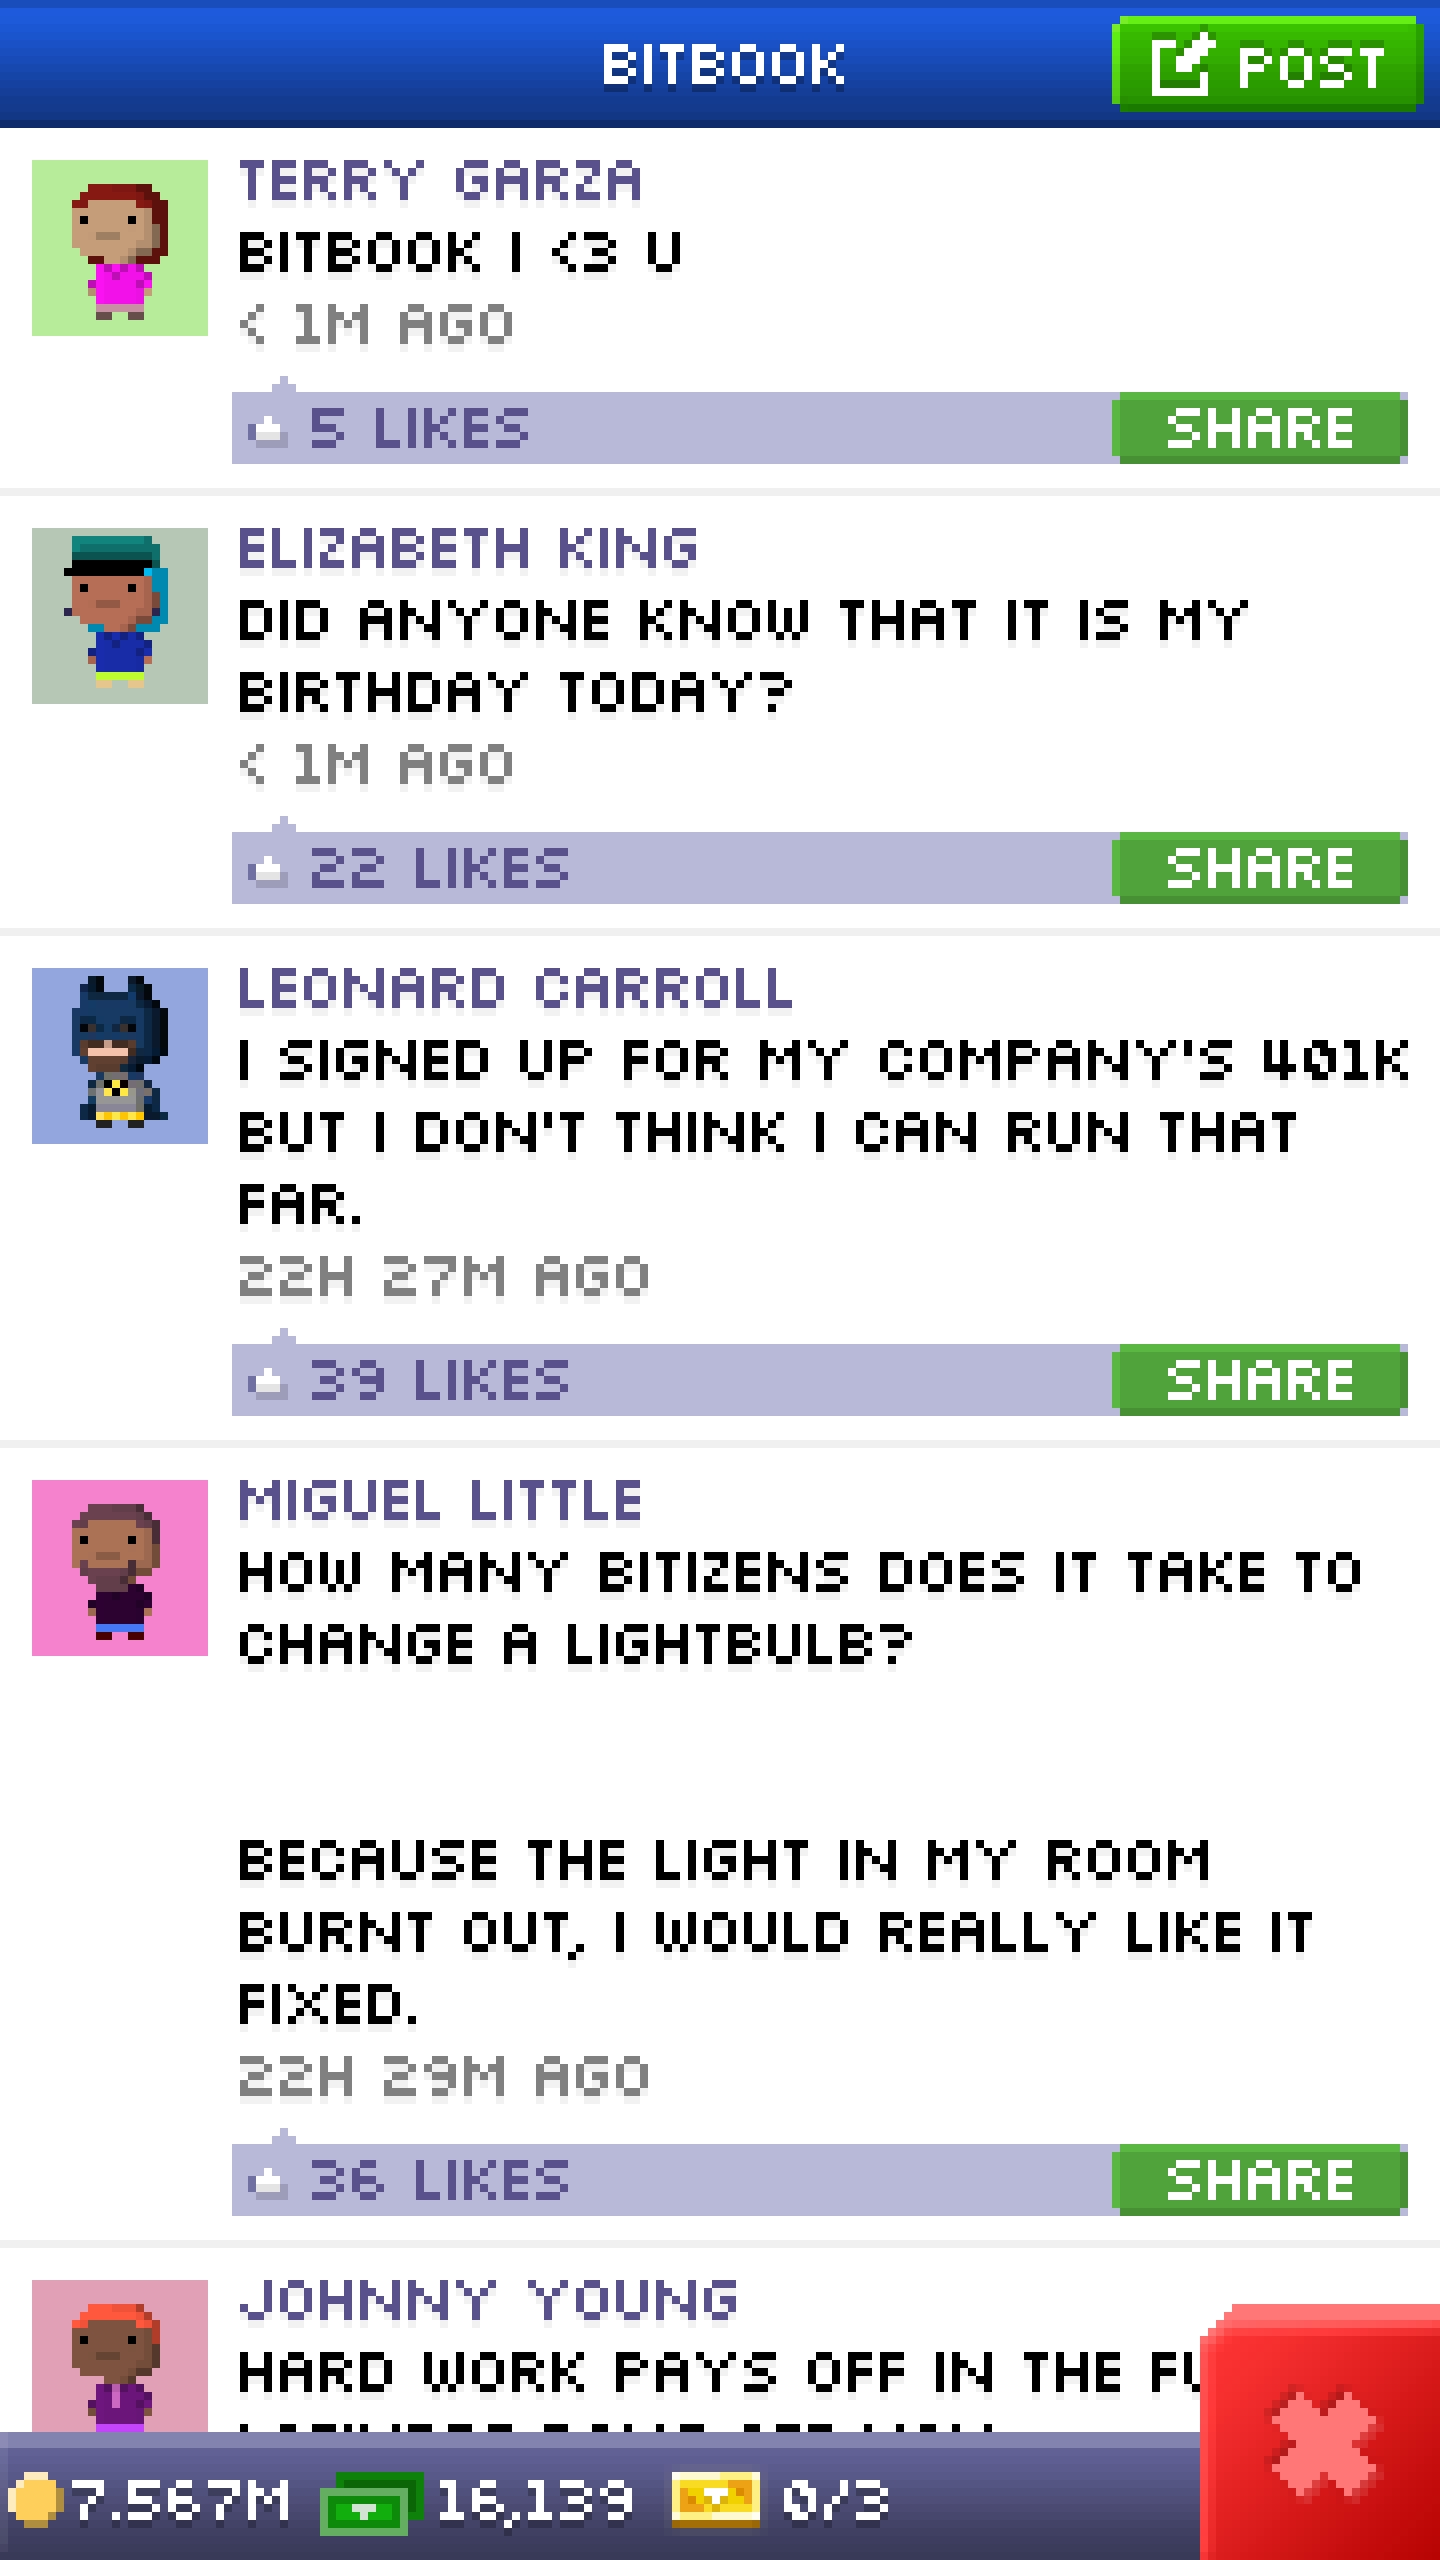 BITBOOK
POST
TERRY GARZA
BITBOOK I <3 U
< 1M AGO
5 LIKES
SHARE
ELIZABETH KING
DID ANYONE KNOW THAT IT IS MY
BIRTHDAY TODAY?
< 1M AGO
22 LIKES
SHARE
LEONARD CARROLL
I SIGNED UP FOR MY COMPANY'S 401K
BUT I DON'T THINK I CAN RUN THAT
FAR.
22H 27M AGO
39 LIKES
SHARE
MIGUEL LITTLE
HOW MANY BITIZENS DOES IT TAKE TO
CHANGE A LIGHTBULB?
BECAUSE THE LIGHT IN MY ROOM
BURNT OUT, I WOULD REALLY LIKE IT
FIXED.
22H 29M AGO
36 LIKES
SHARE
JOHNNY YOUNG
HARD WORK PAYS OFF IN THE
7.567M 16,139 0/3